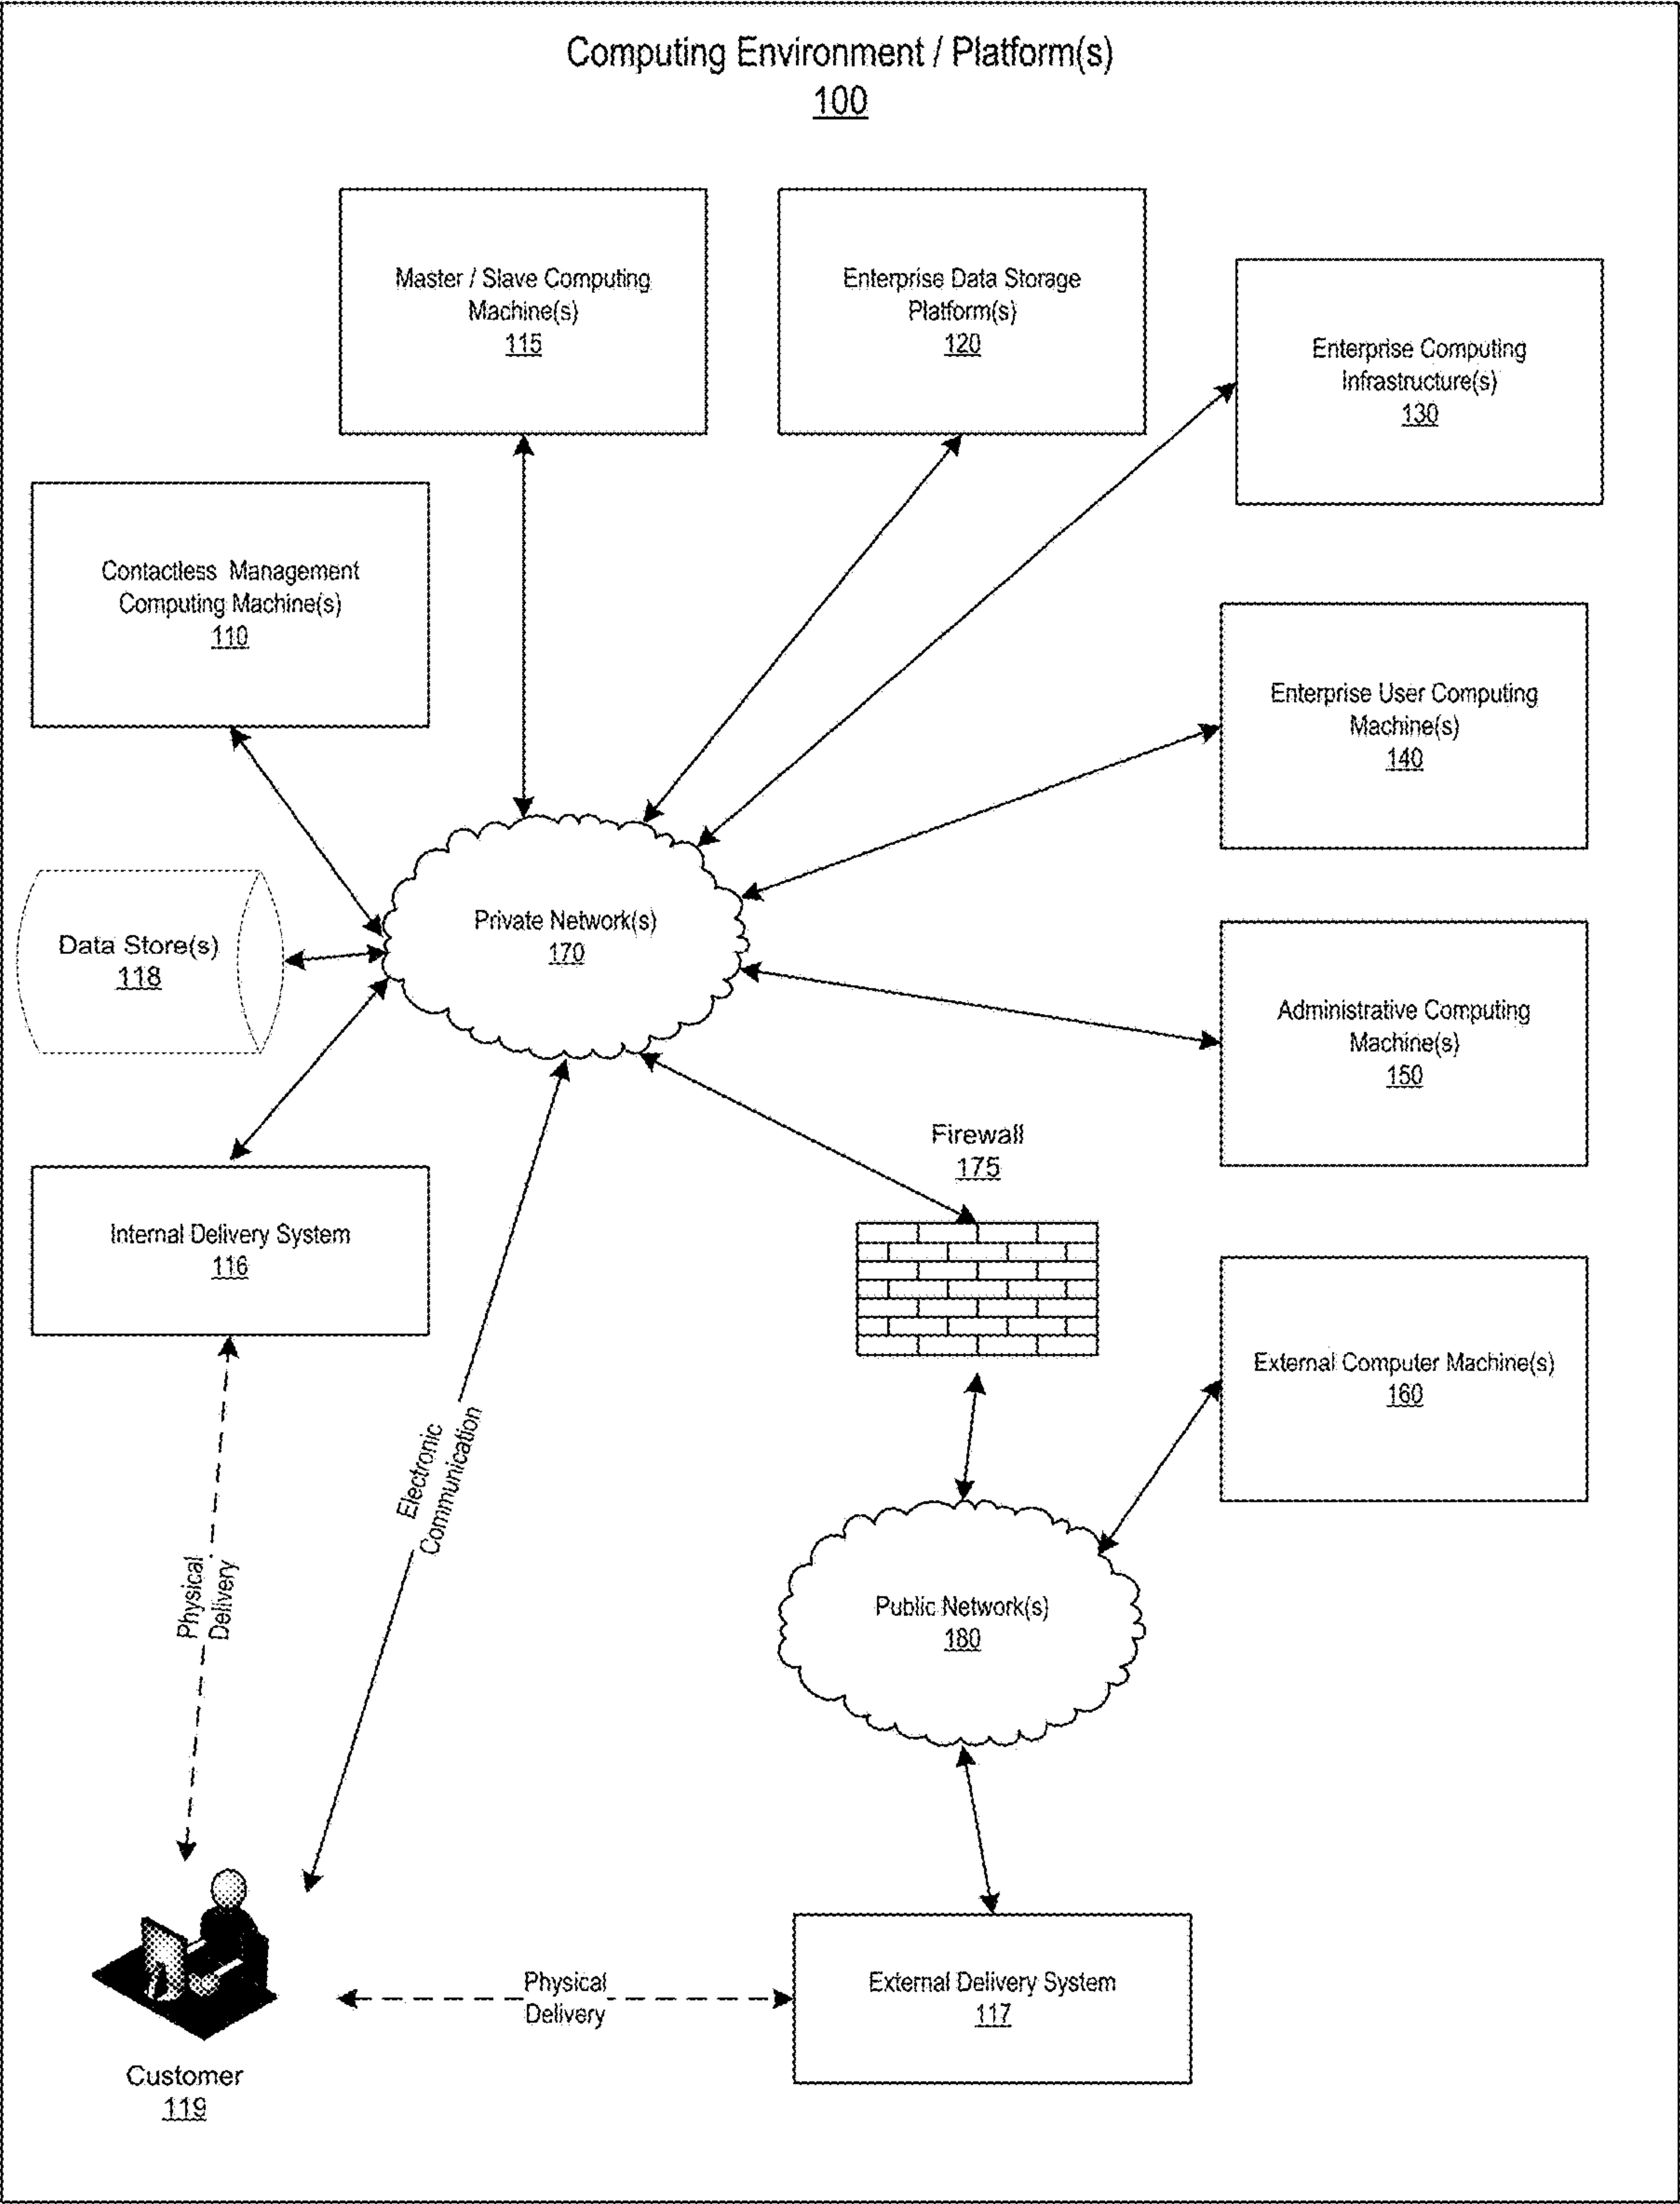 Computing Environment / Platform(s)
100
Master / Slave Computing
Machine(s)
115
Enterprise Data Storage
Platform(s)
120
Enterprise Computing
Infrastructure(s)
130
Contactless Management
Computing Machine(s)
110
Enterprise User Computing
Machine(s)
140
Private Network(s)
170
Data Store(s)
118
Administrative Computing
Machine(s)
150
Firewall
175
Internal Delivery System
116
External Computer Machine(s)
160
Electronic
Communication
Physical
Delivery
Public Network(s)
180
Physical
Delivery
External Delivery System
117
Customer
119